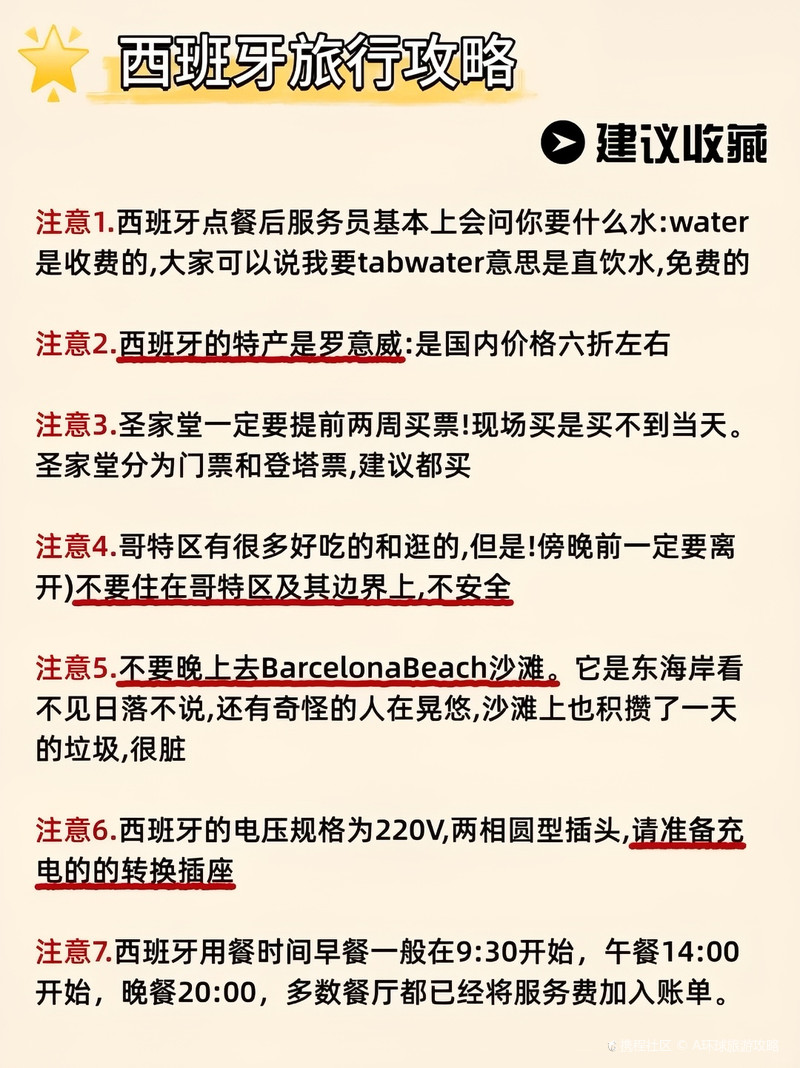 西班牙旅行攻略
建议收藏
注意1.西班牙点餐后服务员基本上会问你要什么水:water
是收费的,大家可以说我要tabwater意思是直饮水,免费的
注意2.西班牙的特产是罗意威:是国内价格六折左右
注意3.圣家堂一定要提前两周买票!现场买是买不到当天。
圣家堂分为门票和登塔票,建议都买
注意4.哥特区有很多好吃的和逛的,但是!傍晚前一定要离
开)不要住在哥特区及其边界上,不安全
注意5.不要晚上去BarcelonaBeach沙滩。它是东海岸看
不见日落不说,还有奇怪的人在晃悠,沙滩上也积攒了一天
的垃圾,很脏
注意6.西班牙的电压规格为220V,两相圆型插头,请准备充
电的的转换插座
注意7.西班牙用餐时间早餐一般在9:30开始，午餐14:00
开始，晚餐20:00，多数餐厅都已经将服务费加入账单。